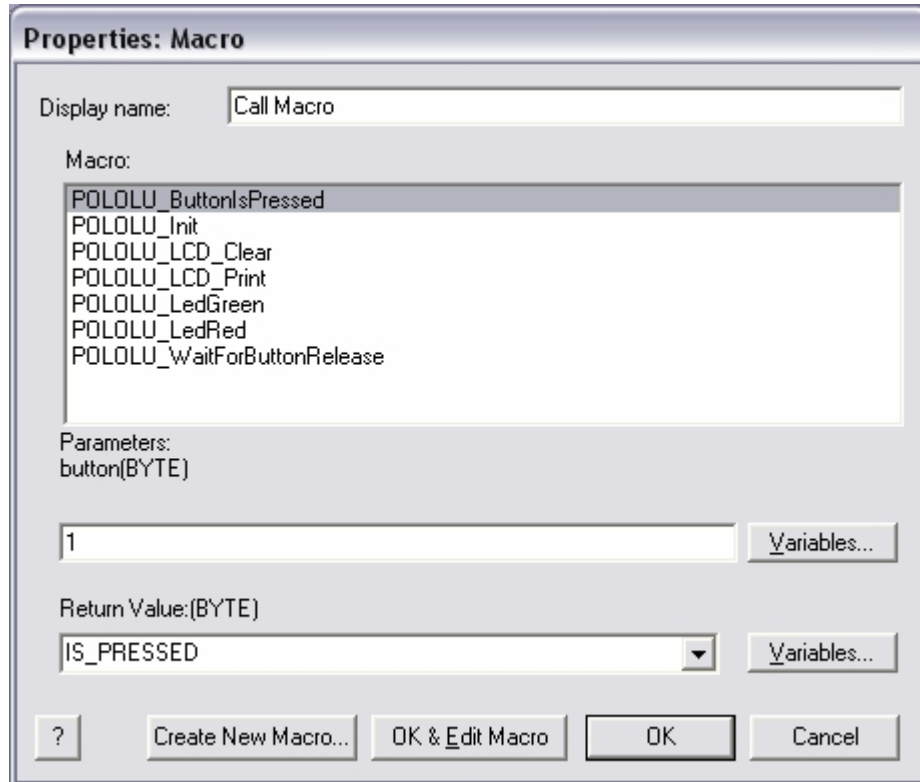 Properties: Macro
Display name: Call Macro
Macro:
POLOLU_ButtonIsPressed
POLOLU_Init
POLOLU_LCD_Clear
POLOLU_LCD_Print
POLOLU_LedGreen
POLOLU_LedRed
POLOLU_WaitForButtonRelease
Parameters:
button(BYTE)
1 Variables...
Return Value:(BYTE)
IS_PRESSED Variables...
? Create New Macro... OK & Edit Macro OK Cancel